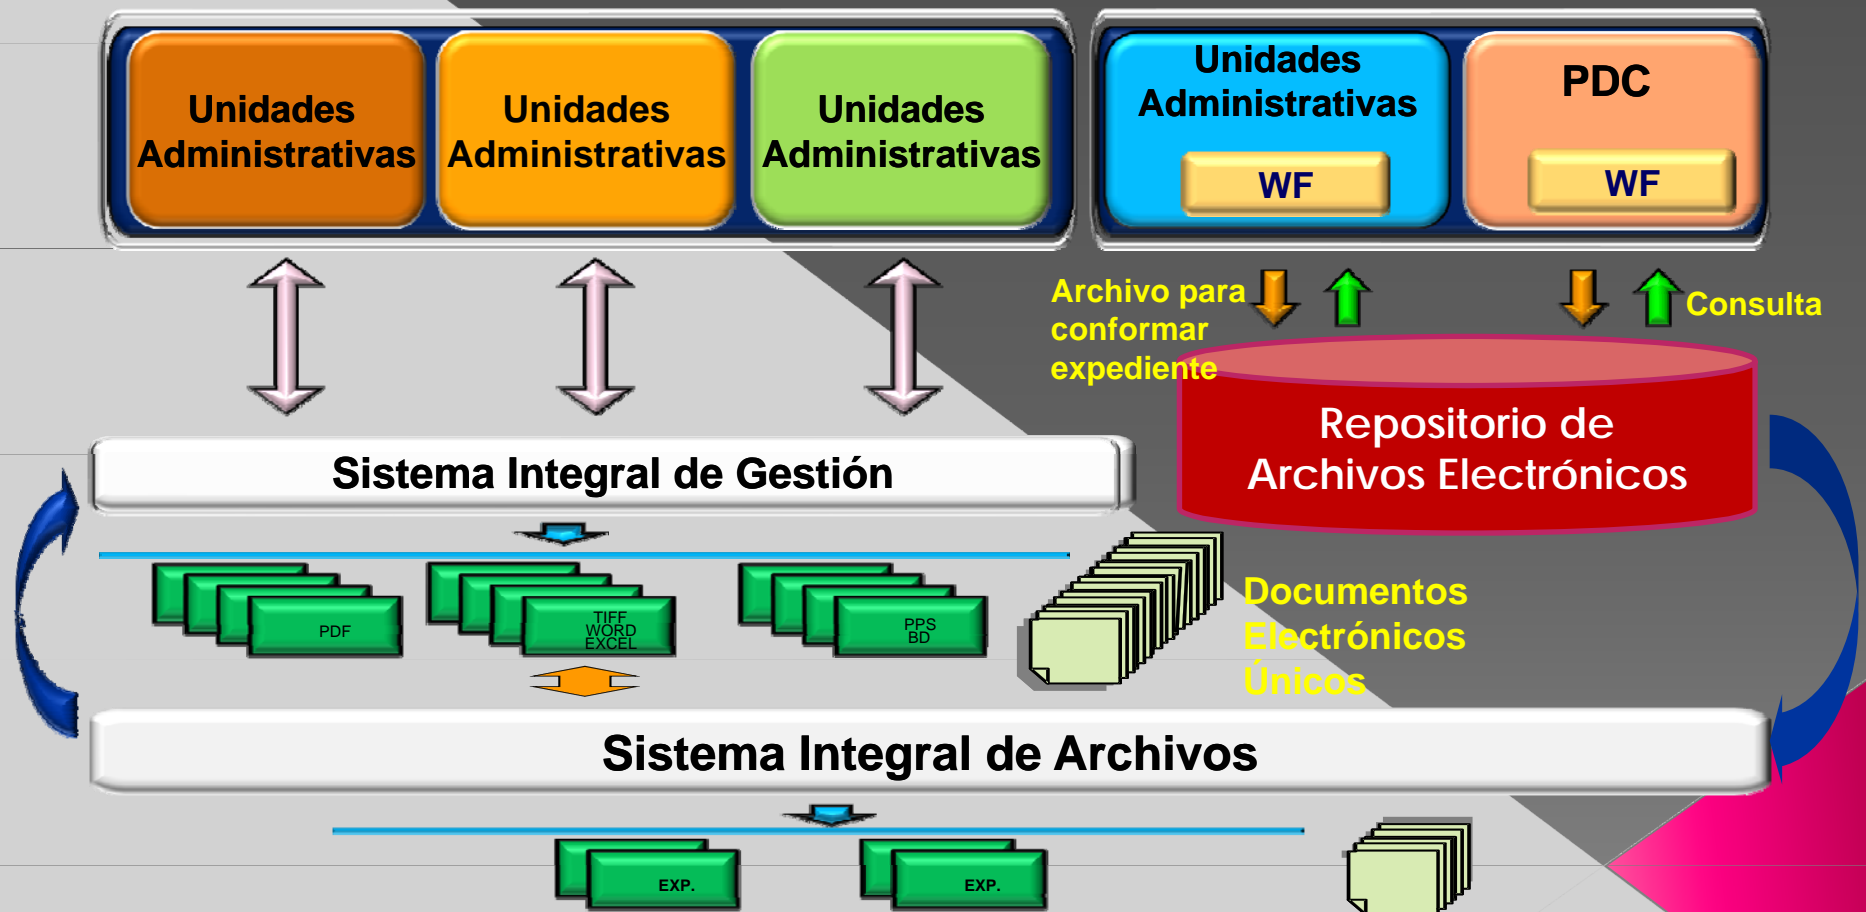 Unidades
Administrativas
Unidades
Administrativas
Unidades
Administrativas
Unidades
Administrativas
WF
PDC
WF
Archivo para
conformar
expediente
Consulta
Repositorio de
Archivos Electrónicos
Sistema Integral de Gestión
PDF
TIFF
WORD
EXCEL
PPS
BD
Documentos
Electrónicos
Únicos
Sistema Integral de Archivos
EXP.
EXP.